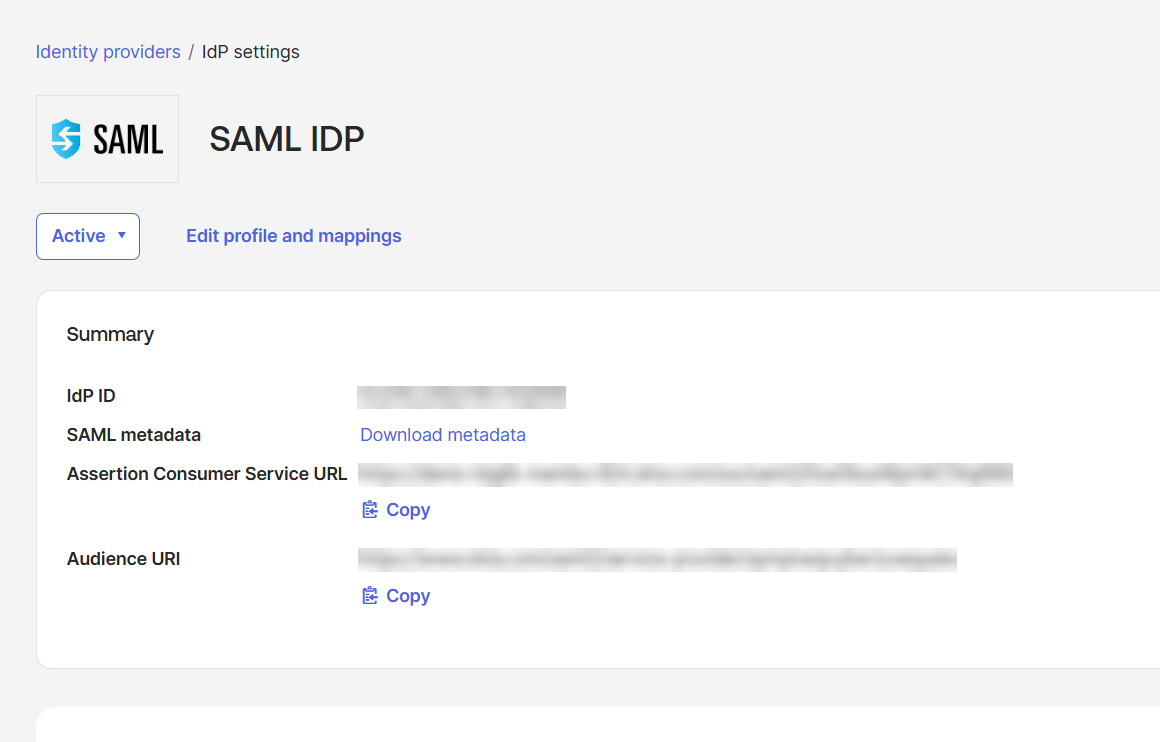 Identity providers / IdP settings
SAML
SAML IDP
Active
Edit profile and mappings
Summary
IdP ID
SAML metadata Download metadata
Assertion Consumer Service URL
Copy
Audience URI
Copy